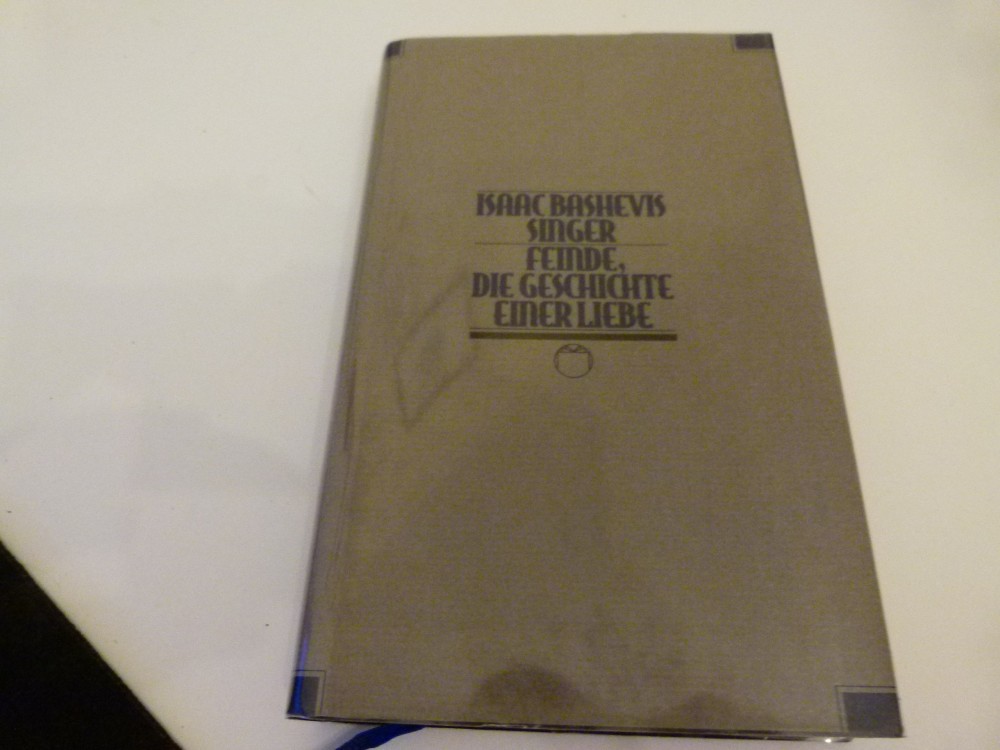 ISAAC BASHEVIS
SINGER
FEINDE,
DIE GESCHICHTE
EINER LIEBE